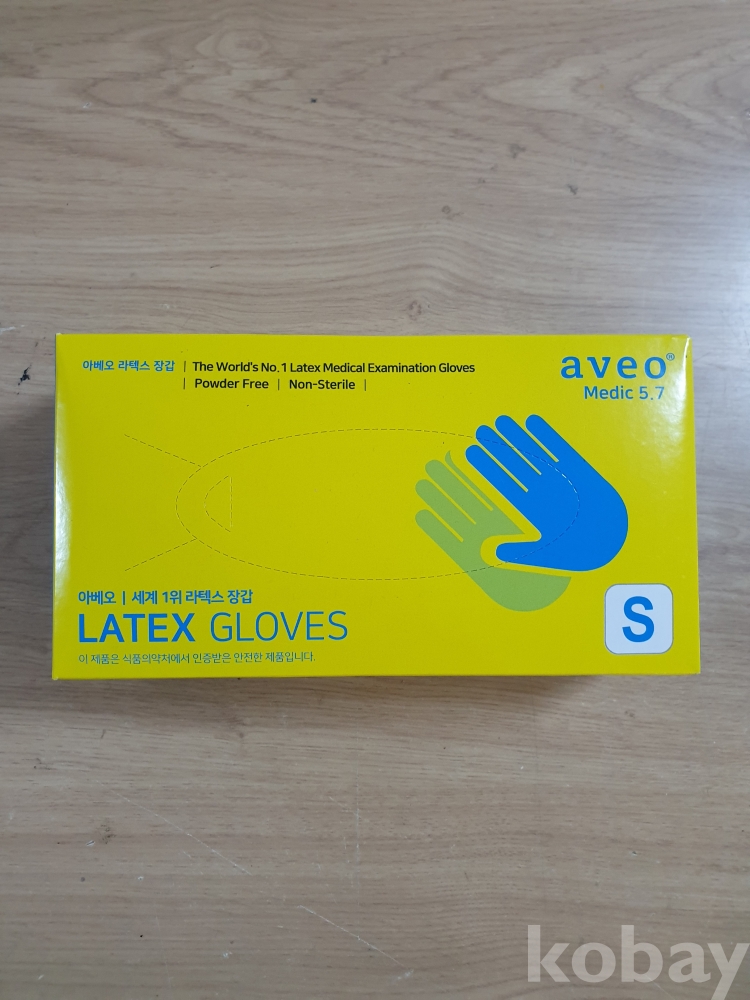 아베오 라텍스 장갑 | The World's No.1 Latex Medical Examination Gloves
| Powder Free | Non-Sterile |
aveo®
Medic 5.7
아베오 | 세계 1위 라텍스 장갑
LATEX GLOVES
이 제품은 식품의약처에서 인증받은 안전한 제품입니다.
S
kobay